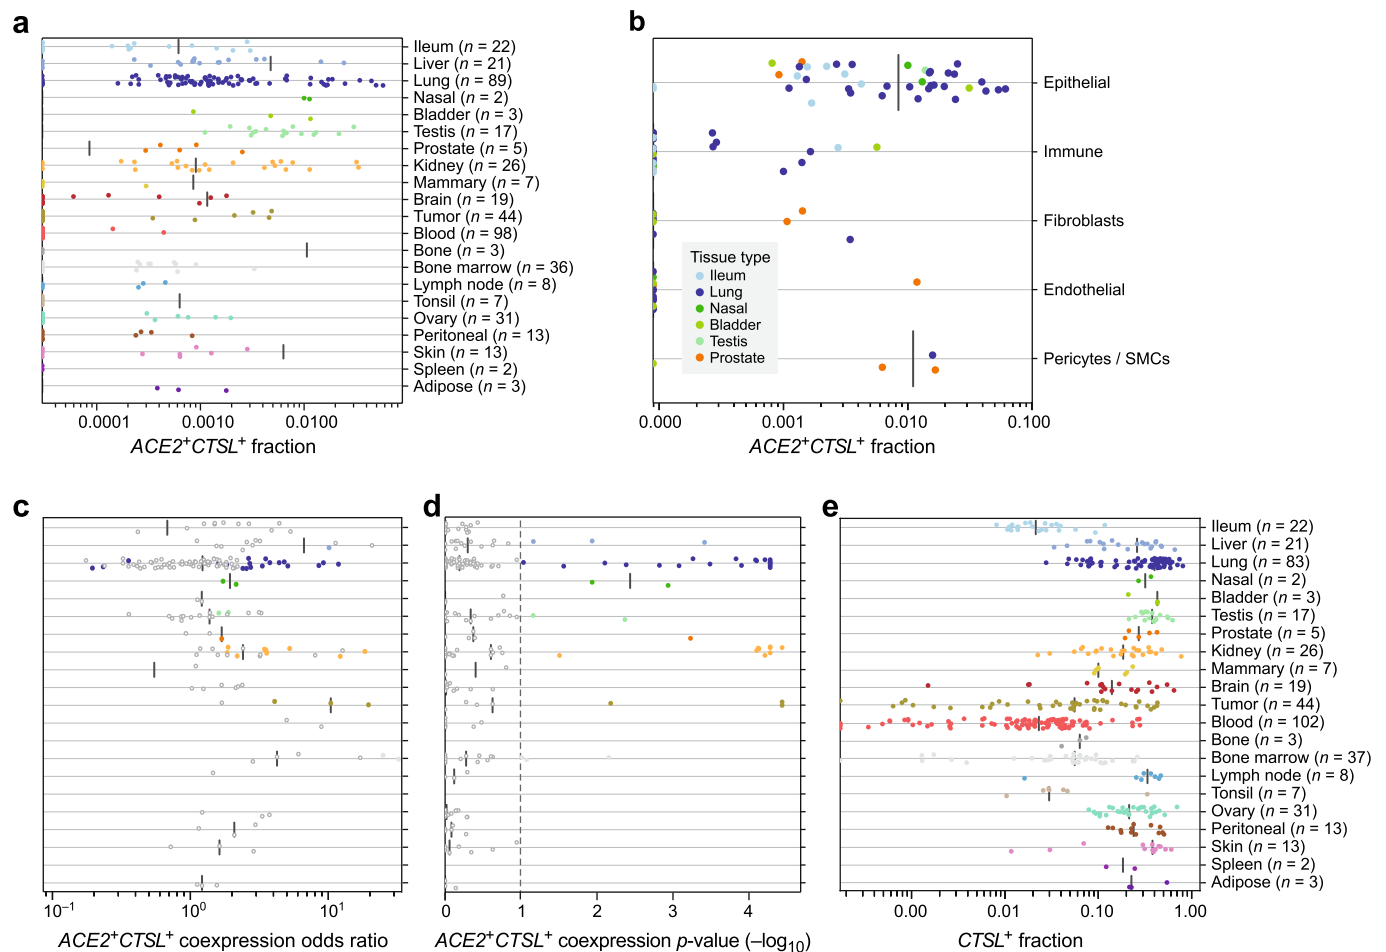 a
Ileum (n = 22)
Liver (n = 21)
Lung (n = 89)
Nasal (n = 2)
Bladder (n = 3)
Testis (n = 17)
Prostate (n = 5)
Kidney (n = 26)
Mammary (n = 7)
Brain (n = 19)
Tumor (n = 44)
Blood (n = 98)
Bone (n = 3)
Bone marrow (n = 36)
Lymph node (n = 8)
Tonsil (n = 7)
Ovary (n = 31)
Peritoneal (n = 13)
Skin (n = 13)
Spleen (n = 2)
Adipose (n = 3)
0.0001 0.0010 0.0100
ACE2⁺CTSL⁺ fraction
b
Epithelial
Immune
Fibroblasts
Endothelial
Pericytes / SMCs
Tissue type
Ileum
Lung
Nasal
Bladder
Testis
Prostate
0.000 0.001 0.010 0.100
ACE2⁺CTSL⁺ fraction
c
10⁻¹ 10⁰ 10¹
ACE2⁺CTSL⁺ coexpression odds ratio
d
0 1 2 3 4
ACE2⁺CTSL⁺ coexpression p-value (–log₁₀)
e
Ileum (n = 22)
Liver (n = 21)
Lung (n = 83)
Nasal (n = 2)
Bladder (n = 3)
Testis (n = 17)
Prostate (n = 5)
Kidney (n = 26)
Mammary (n = 7)
Brain (n = 19)
Tumor (n = 44)
Blood (n = 102)
Bone (n = 3)
Bone marrow (n = 37)
Lymph node (n = 8)
Tonsil (n = 7)
Ovary (n = 31)
Peritoneal (n = 13)
Skin (n = 13)
Spleen (n = 2)
Adipose (n = 3)
0.00 0.01 0.10 1.00
CTSL⁺ fraction